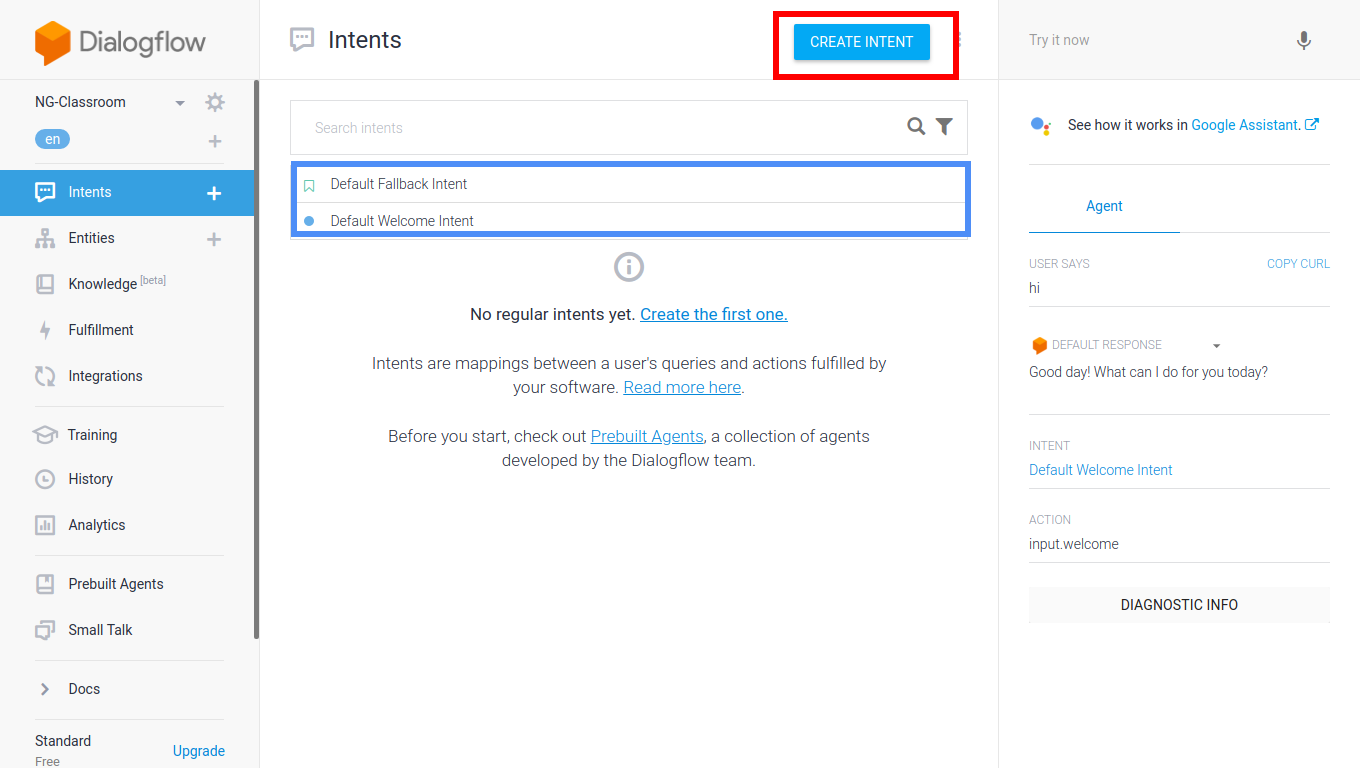 Dialogflow
NG-Classroom
en
Intents
Entities
Knowledge [beta]
Fulfillment
Integrations
Training
History
Analytics
Prebuilt Agents
Small Talk
Docs
Standard
Free
Upgrade
Intents
CREATE INTENT
Search intents
Default Fallback Intent
Default Welcome Intent
No regular intents yet. Create the first one.
Intents are mappings between a user's queries and actions fulfilled by
your software. Read more here.
Before you start, check out Prebuilt Agents, a collection of agents
developed by the Dialogflow team.
Try it now
See how it works in Google Assistant.
Agent
USER SAYS COPY CURL
hi
DEFAULT RESPONSE
Good day! What can I do for you today?
INTENT
Default Welcome Intent
ACTION
input.welcome
DIAGNOSTIC INFO